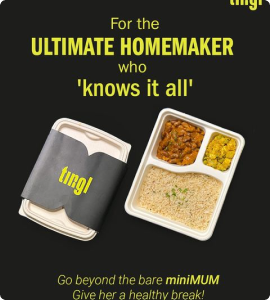 tingl
For the
ULTIMATE HOMEMAKER
who
'knows it all'
tingl
Go beyond the bare miniMUM
Give her a healthy break!